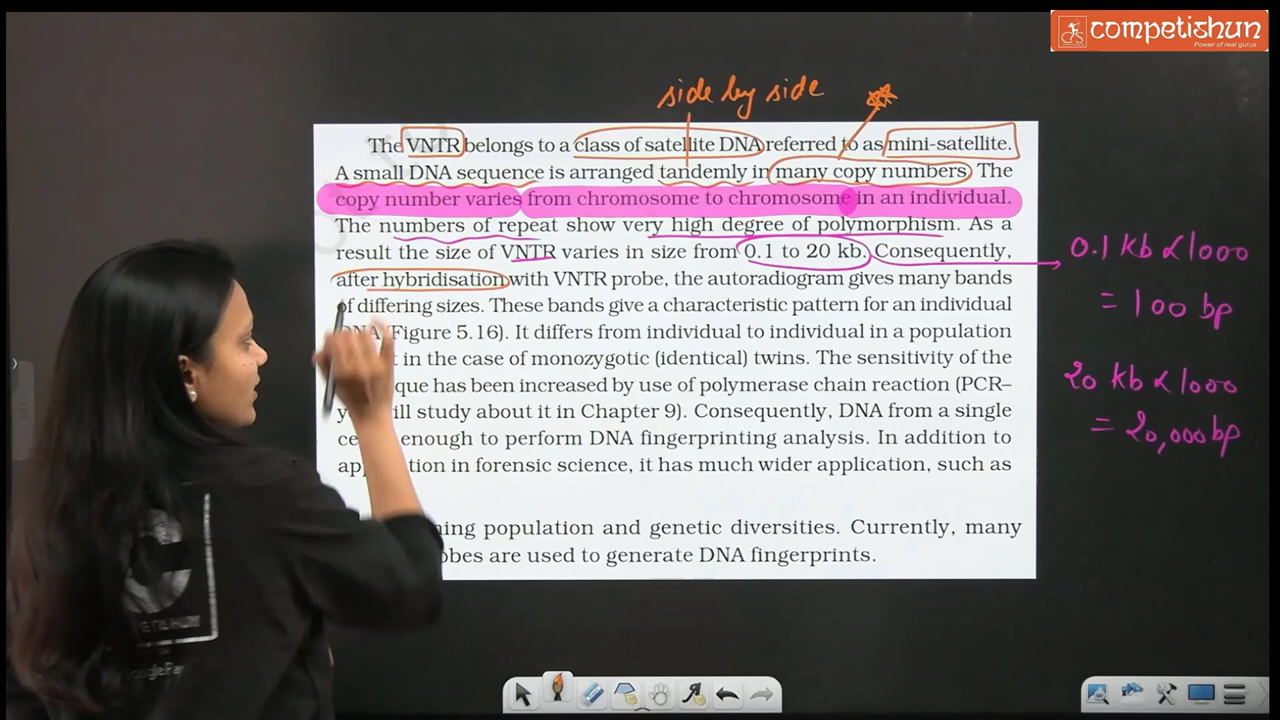 competishun
Power of real gurus
side by side
The VNTR belongs to a class of satellite DNA referred to as mini-satellite.
A small DNA sequence is arranged tandemly in many copy numbers. The
copy number varies from chromosome to chromosome in an individual.
The numbers of repeat show very high degree of polymorphism. As a
result the size of VNTR varies in size from 0.1 to 20 kb. Consequently,
after hybridisation with VNTR probe, the autoradiogram gives many bands
of differing sizes. These bands give a characteristic pattern for an individual
DNA (Figure 5.16). It differs from individual to individual in a population
in the case of monozygotic (identical) twins. The sensitivity of the
que has been increased by use of polymerase chain reaction (PCR–
y ill study about it in Chapter 9). Consequently, DNA from a single
ce enough to perform DNA fingerprinting analysis. In addition to
ap tion in forensic science, it has much wider application, such as
ing population and genetic diversities. Currently, many
obes are used to generate DNA fingerprints.
0.1 kb × 1000
= 100 bp
20 kb × 1000
= 20,000 bp